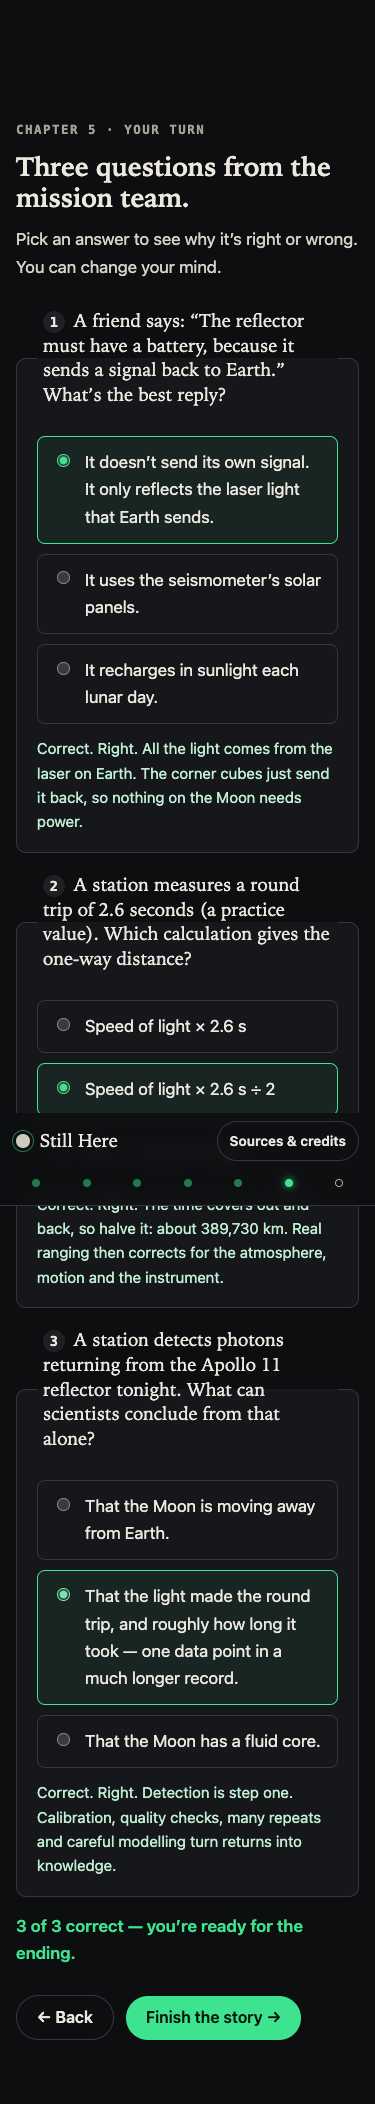 CHAPTER 5 · YOUR TURN
Three questions from the
mission team.
Pick an answer to see why it’s right or wrong.
You can change your mind.
1 A friend says: “The reflector
must have a battery, because it
sends a signal back to Earth.”
What’s the best reply?
It doesn’t send its own signal.
It only reflects the laser light
that Earth sends.
It uses the seismometer’s solar
panels.
It recharges in sunlight each
lunar day.
Correct. Right. All the light comes from the
laser on Earth. The corner cubes just send
it back, so nothing on the Moon needs
power.
2 A station measures a round
trip of 2.6 seconds (a practice
value). Which calculation gives the
one-way distance?
Speed of light × 2.6 s
Speed of light × 2.6 s ÷ 2
Still Here
Sources & credits
Correct. Right. The time covers out and
back, so halve it: about 389,730 km. Real
ranging then corrects for the atmosphere,
motion and the instrument.
3 A station detects photons
returning from the Apollo 11
reflector tonight. What can
scientists conclude from that
alone?
That the Moon is moving away
from Earth.
That the light made the round
trip, and roughly how long it
took — one data point in a
much longer record.
That the Moon has a fluid core.
Correct. Right. Detection is step one.
Calibration, quality checks, many repeats
and careful modelling turn returns into
knowledge.
3 of 3 correct — you’re ready for the
ending.
← Back
Finish the story →